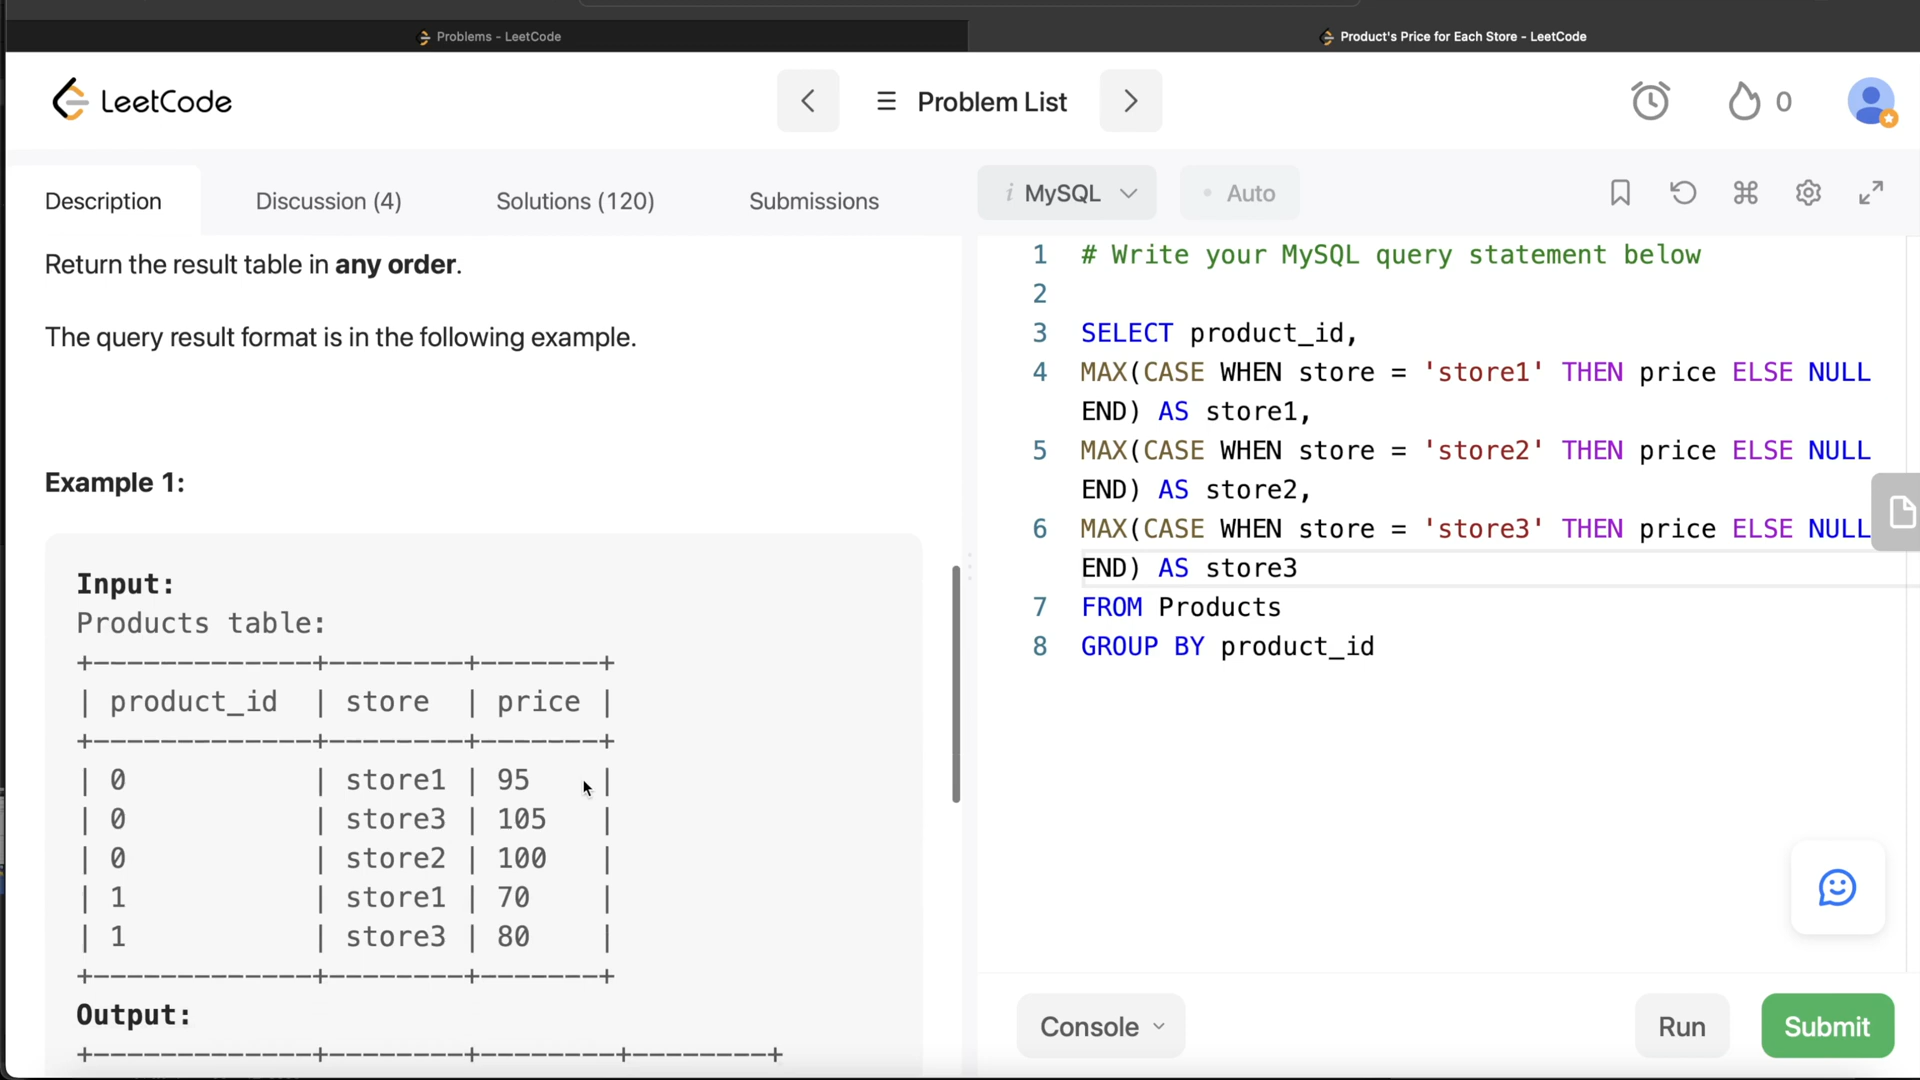 Problems - LeetCode
Product's Price for Each Store - LeetCode
LeetCode
Problem List
0
Description
Discussion (4)
Solutions (120)
Submissions
i MySQL
Auto
Return the result table in any order.
The query result format is in the following example.
Example 1:
Input:
Products table:
+-------------+--------+-------+
| product_id  | store  | price |
+-------------+--------+-------+
| 0           | store1 | 95    |
| 0           | store3 | 105   |
| 0           | store2 | 100   |
| 1           | store1 | 70    |
| 1           | store3 | 80    |
+-------------+--------+-------+
Output:
+-------------+--------+--------+--------+
1 # Write your MySQL query statement below
2
3 SELECT product_id,
4 MAX(CASE WHEN store = 'store1' THEN price ELSE NULL
END) AS store1,
5 MAX(CASE WHEN store = 'store2' THEN price ELSE NULL
END) AS store2,
6 MAX(CASE WHEN store = 'store3' THEN price ELSE NULL
END) AS store3
7 FROM Products
8 GROUP BY product_id
Console
Run
Submit